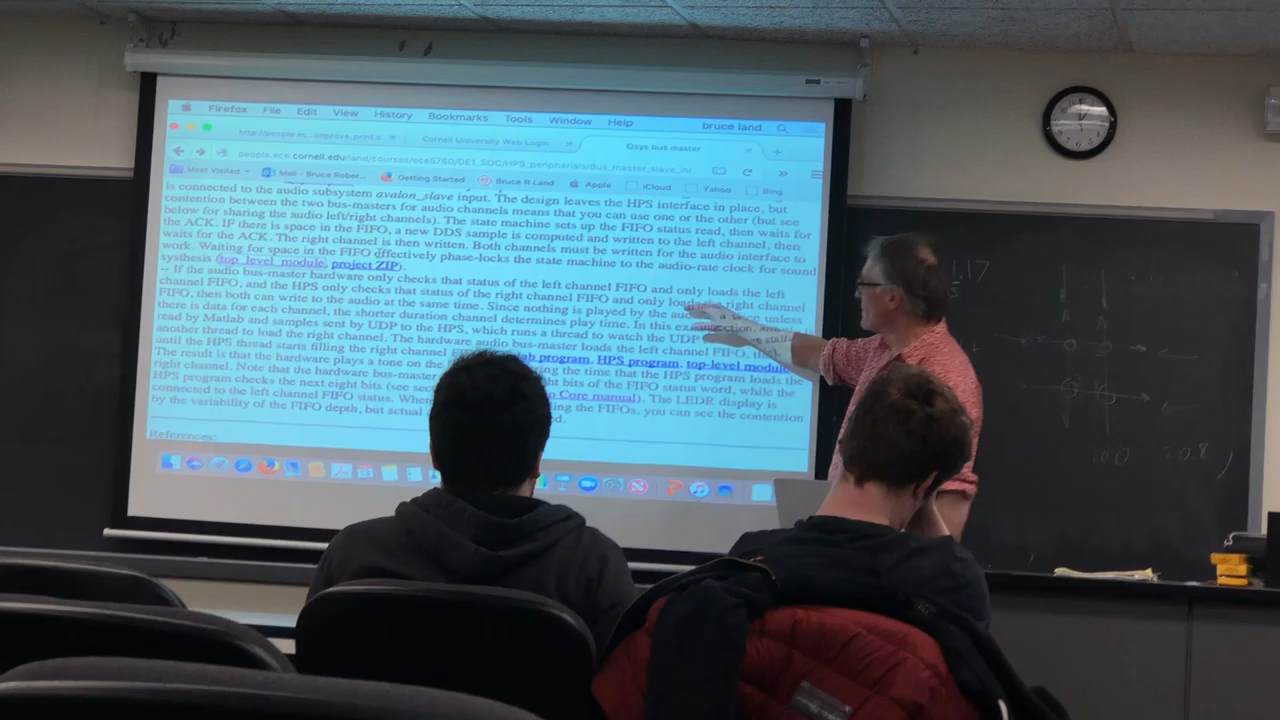 Firefox File Edit View History Bookmarks Tools Window Help bruce land
http://people.ec...improve_print.c Cornell University Web Login Qsys bus master
people.ece.cornell.edu/land/courses/ece5760/DE1_SOC/HPS_peripherials/Bus_master_slave_in
Most Visited Mail - Bruce Rober... Getting Started Bruce R Land Apple iCloud Yahoo Bing
is connected to the audio subsystem avalon_slave input. The design leaves the HPS interface in place, but
contention between the two bus-masters for audio channels means that you can use one or the other (but see
below for sharing the audio left/right channels). The state machine sets up the FIFO status read, then waits for
the ACK. IF there is space in the FIFO, a new DDS sample is computed and written to the left channel, then
waits for the ACK. The right channel is then written. Both channels must be written for the audio interface to
work. Waiting for space in the FIFO effectively phase-locks the state machine to the audio-rate clock for sound
sythesis (top_level_module, project ZIP).
-- If the audio bus-master hardware only checks that status of the left channel FIFO and only loads the left
channel FIFO, and the HPS only checks that status of the right channel FIFO and only loads the right channel
FIFO, then both can write to the audio at the same time. Since nothing is played by the unless
there is data for each channel, the shorter duration channel determines play time. In this
read by Matlab and samples sent by UDP to the HPS, which runs a thread to watch the UDP
another thread to load the right channel. The hardware audio bus-master loads the left channel FIFO,
until the HPS thread starts filling the right channel program, HPS program, top-level module
The result is that the hardware plays a tone on the the time that the HPS program loads the
right channel. Note that the hardware bus-master bits of the FIFO status word, while the
HPS program checks the next eight bits (see Core manual). The LEDR display is
connected to the left channel FIFO status. the FIFOs, you can see the contention
by the variability of the FIFO depth, but actual
References: